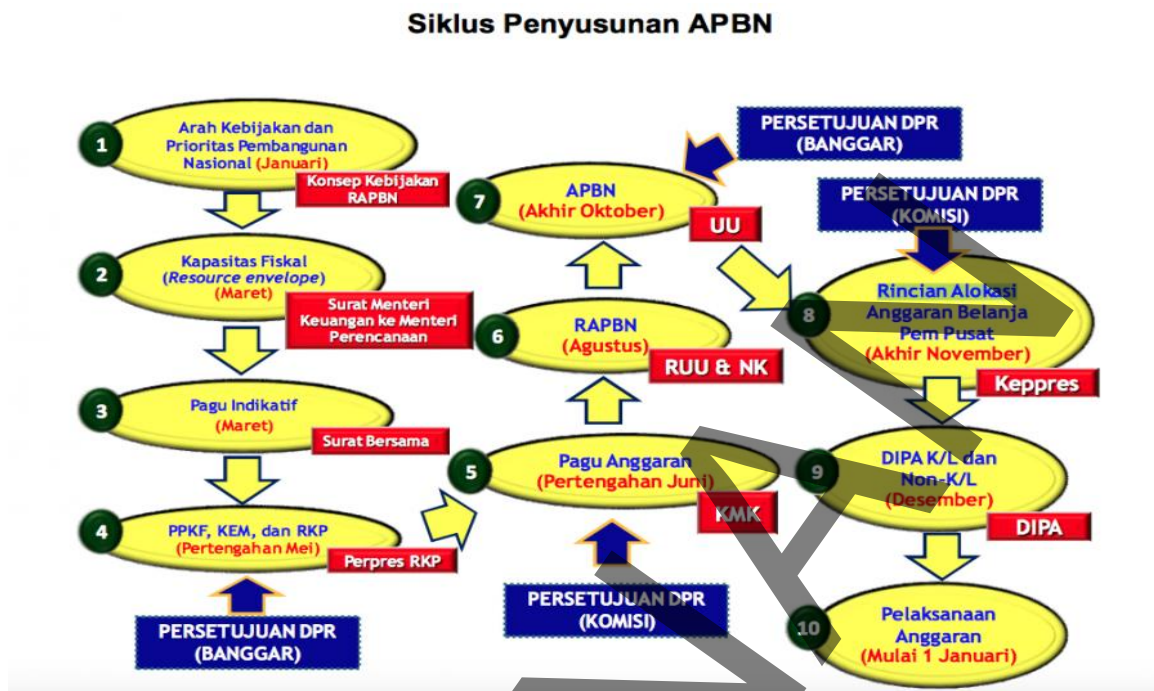 Siklus Penyusunan APBN
1
Arah Kebijakan dan
Prioritas Pembangunan
Nasional (Januari)
Konsep Kebijakan
RAPBN
2
Kapasitas Fiskal
(Resource envelope)
(Maret)
Surat Menteri
Keuangan ke Menteri
Perencanaan
3
Pagu Indikatif
(Maret)
Surat Bersama
4
PPKF, KEM, dan RKP
(Pertengahan Mei)
Perpres RKP
PERSETUJUAN DPR
(BANGGAR)
5
Pagu Anggaran
(Pertengahan Juni)
KMK
PERSETUJUAN DPR
(KOMISI)
6
RAPBN
(Agustus)
RUU & NK
7
APBN
(Akhir Oktober)
UU
PERSETUJUAN DPR
(BANGGAR)
PERSETUJUAN DPR
(KOMISI)
8
Rincian Alokasi
Anggaran Belanja
Pem Pusat
(Akhir November)
Keppres
9
DIPA K/L dan
Non-K/L
(Desember)
DIPA
10
Pelaksanaan
Anggaran
(Mulai 1 Januari)